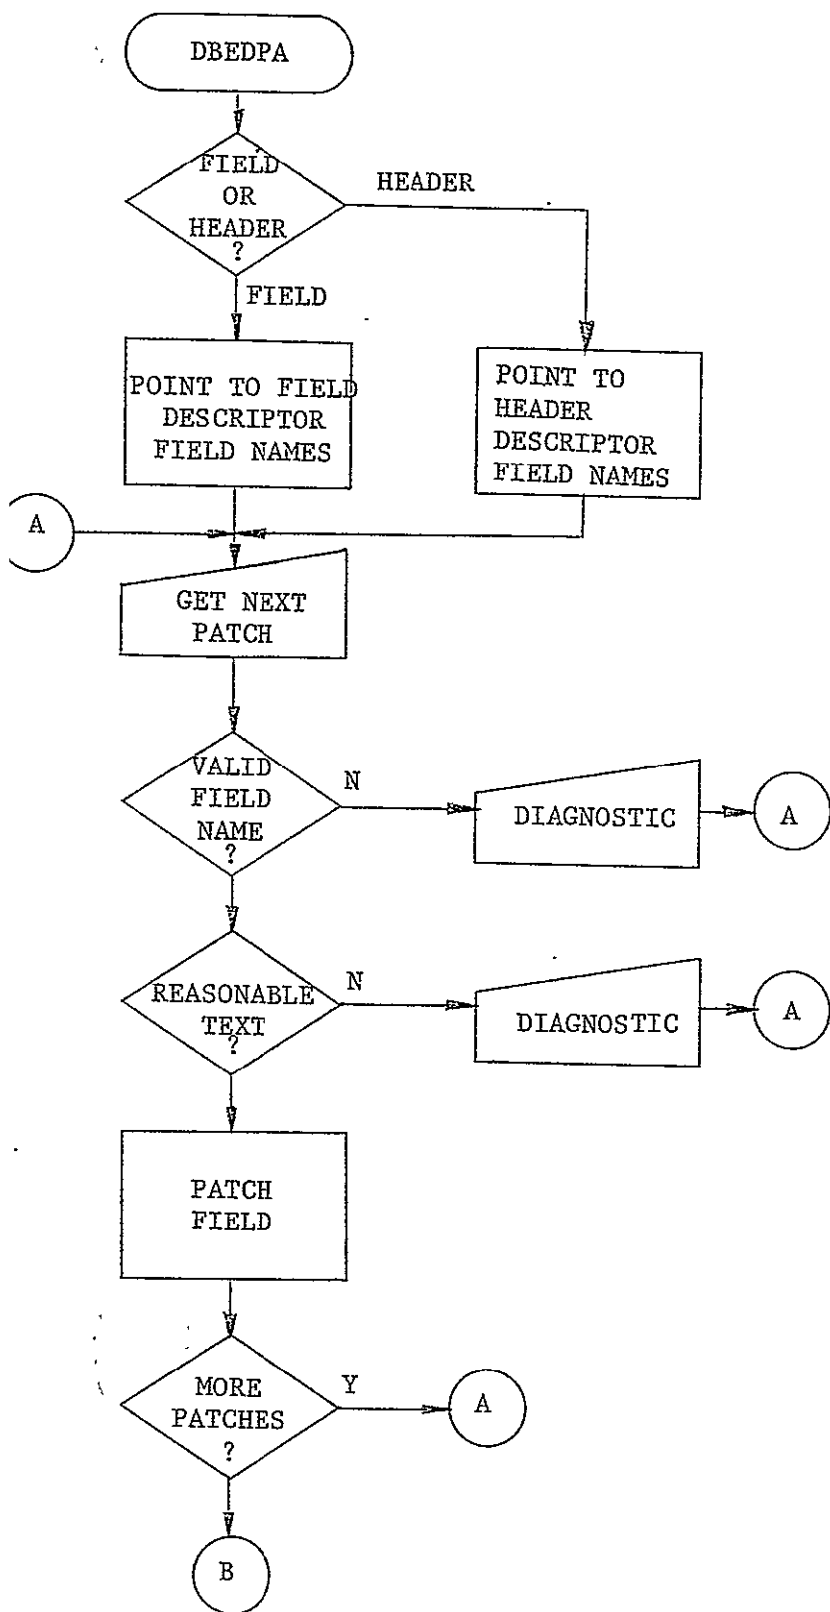 DBEDPA
FIELD
OR
HEADER
?
HEADER
FIELD
POINT TO FIELD
DESCRIPTOR
FIELD NAMES
POINT TO
HEADER
DESCRIPTOR
FIELD NAMES
A
GET NEXT
PATCH
VALID
FIELD
NAME
?
N
DIAGNOSTIC
A
REASONABLE
TEXT
?
N
DIAGNOSTIC
A
PATCH
FIELD
MORE
PATCHES
?
Y
A
B